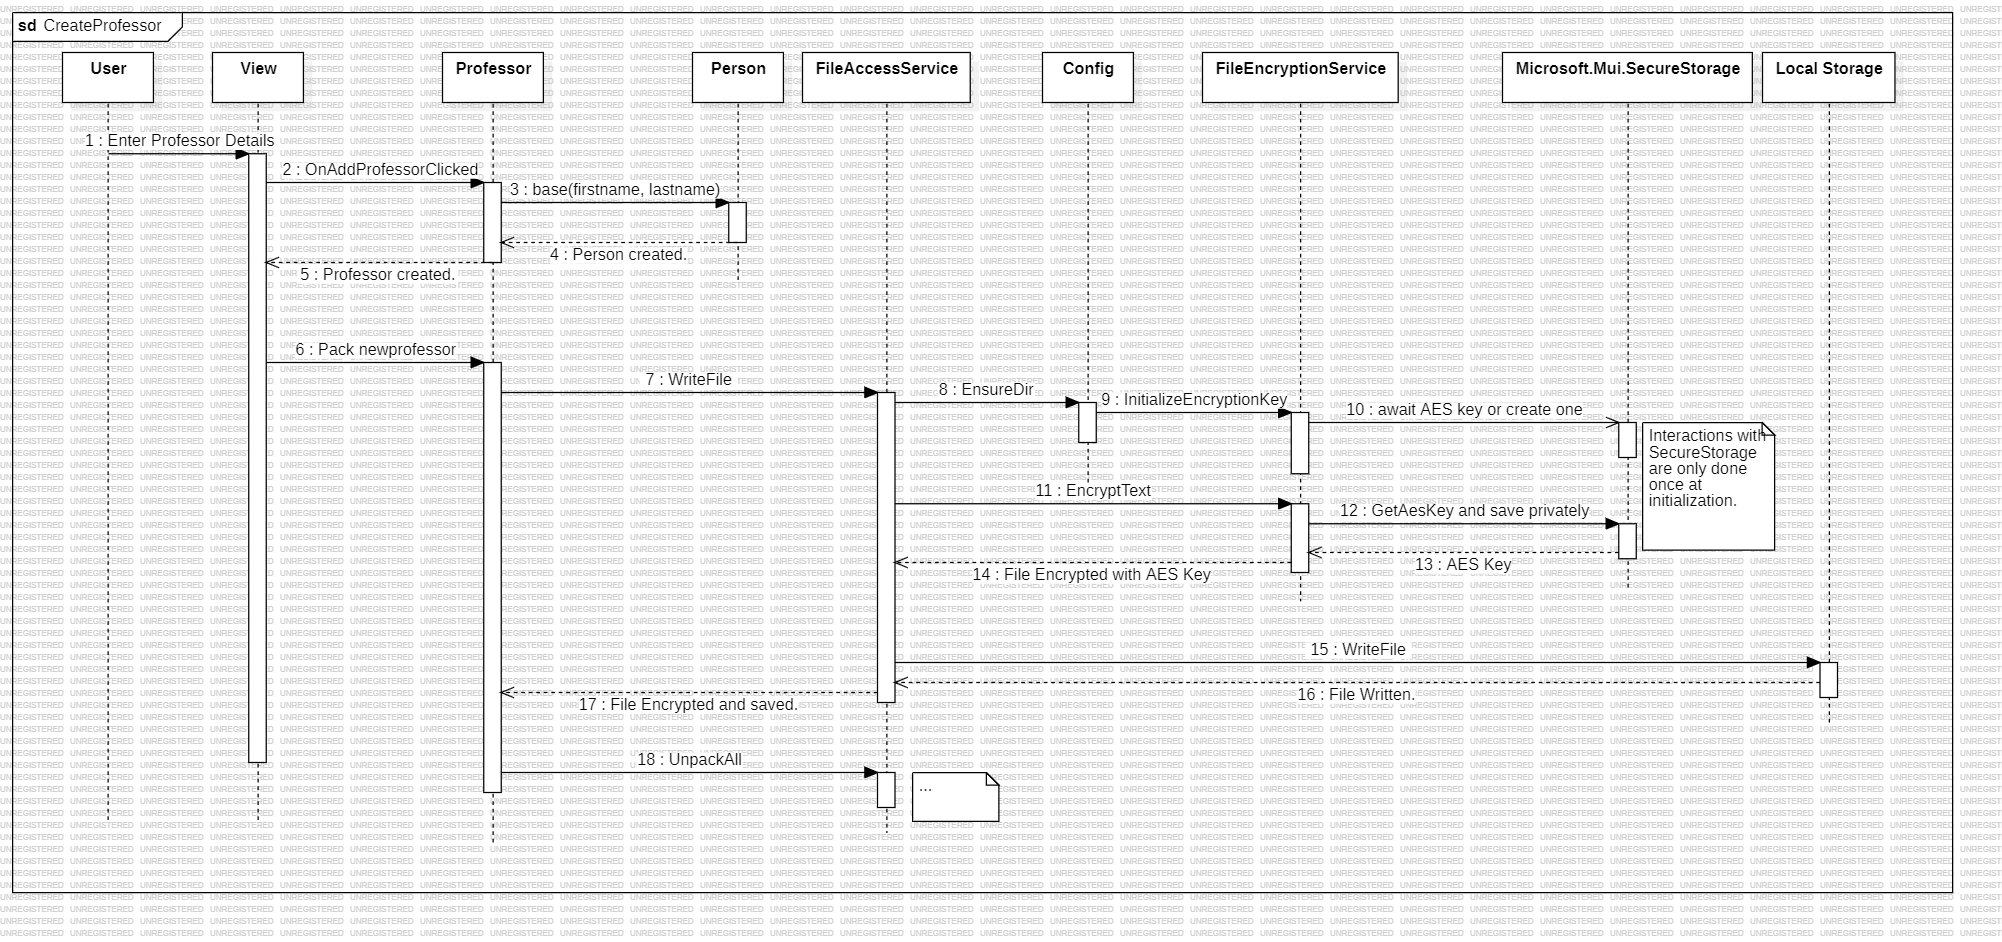 sd CreateProfessor
User
View
Professor
Person
FileAccessService
Config
FileEncryptionService
Microsoft.Mui.SecureStorage
Local Storage
1 : Enter Professor Details
2 : OnAddProfessorClicked
3 : base(firstname, lastname)
4 : Person created.
5 : Professor created.
6 : Pack newprofessor
7 : WriteFile
8 : EnsureDir
9 : InitializeEncryptionKey
10 : await AES key or create one
Interactions with
SecureStorage
are only done
once at
initialization.
11 : EncryptText
12 : GetAesKey and save privately
13 : AES Key
14 : File Encrypted with AES Key
15 : WriteFile
16 : File Written.
17 : File Encrypted and saved.
18 : UnpackAll
...
UNREGISTERED